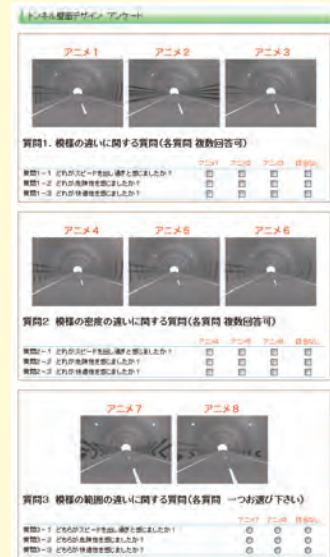 トンネル壁面デザイン アンケート
アニメ1 アニメ2 アニメ3
質問1. 模様の違いに関する質問(各質問 複数回答可)
アニメ1 アニメ2 アニメ3 該当なし
質問1-1 どれがスピードを出し過ぎと感じましたか?
質問1-2 どれが危険性を感じましたか?
質問1-3 どれが快適性を感じましたか?
アニメ4 アニメ5 アニメ6
質問2 模様の密度の違いに関する質問(各質問 複数回答可)
アニメ4 アニメ5 アニメ6 該当なし
質問2-1 どれがスピードを出し過ぎと感じましたか?
質問2-2 どれが危険性を感じましたか?
質問2-3 どれが快適性を感じましたか?
アニメ7 アニメ8
質問3 模様の範囲の違いに関する質問(各質問 一つお選び下さい)
アニメ7 アニメ8 該当なし
質問3-1 どちらがスピードを出し過ぎと感じましたか?
質問3-2 どちらが危険性を感じましたか?
質問3-3 どちらが快適性を感じましたか?